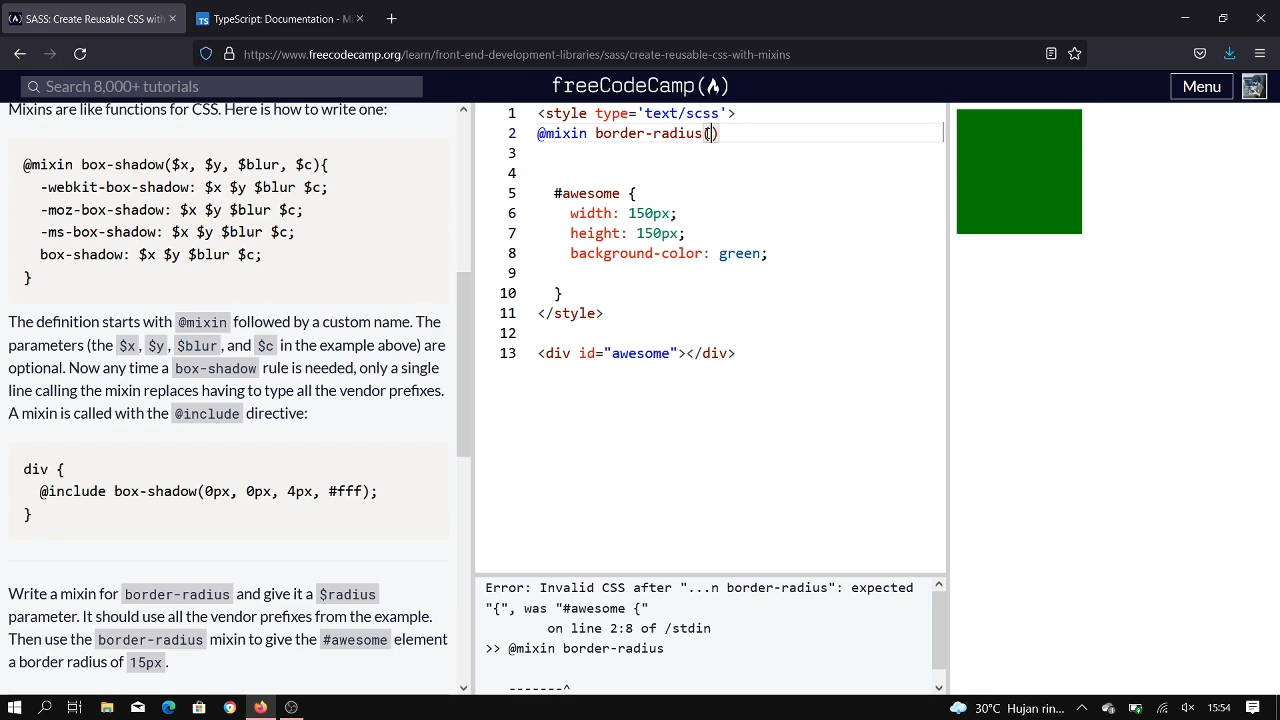 SASS: Create Reusable CSS with
TypeScript: Documentation - Mi
https://www.freecodecamp.org/learn/front-end-development-libraries/sass/create-reusable-css-with-mixins
Search 8,000+ tutorials
freeCodeCamp
Menu
Mixins are like functions for CSS. Here is how to write one:
@mixin box-shadow($x, $y, $blur, $c){
-webkit-box-shadow: $x $y $blur $c;
-moz-box-shadow: $x $y $blur $c;
-ms-box-shadow: $x $y $blur $c;
box-shadow: $x $y $blur $c;
}
The definition starts with @mixin followed by a custom name. The
parameters (the $x, $y, $blur, and $c in the example above) are
optional. Now any time a box-shadow rule is needed, only a single
line calling the mixin replaces having to type all the vendor prefixes.
A mixin is called with the @include directive:
div {
@include box-shadow(0px, 0px, 4px, #fff);
}
Write a mixin for border-radius and give it a $radius
parameter. It should use all the vendor prefixes from the example.
Then use the border-radius mixin to give the #awesome element
a border radius of 15px.
1 <style type='text/scss'>
2 @mixin border-radius()
3
4
5 #awesome {
6 width: 150px;
7 height: 150px;
8 background-color: green;
9
10 }
11 </style>
12
13 <div id="awesome"></div>
Error: Invalid CSS after "...n border-radius": expected
"{", was "#awesome {"
on line 2:8 of /stdin
>> @mixin border-radius
-------^
30°C Hujan rin...
15:54